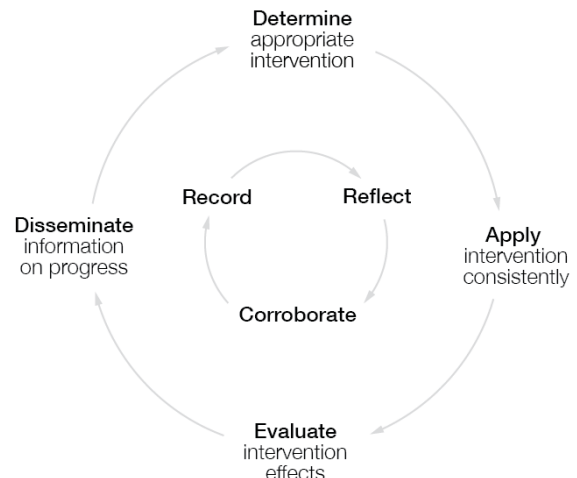 Determine
appropriate
intervention
Record
Reflect
Disseminate
information
on progress
Apply
intervention
consistently
Corroborate
Evaluate
intervention
effects